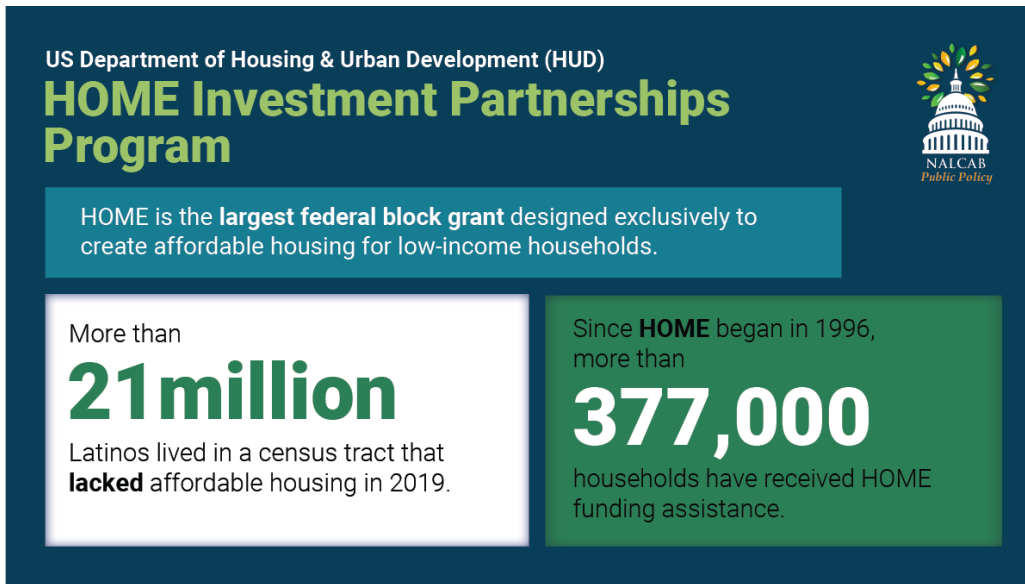 US Department of Housing & Urban Development (HUD)
HOME Investment Partnerships
Program
NALCAB
Public Policy
HOME is the largest federal block grant designed exclusively to
create affordable housing for low-income households.
More than
21million
Latinos lived in a census tract that
lacked affordable housing in 2019.
Since HOME began in 1996,
more than
377,000
households have received HOME
funding assistance.